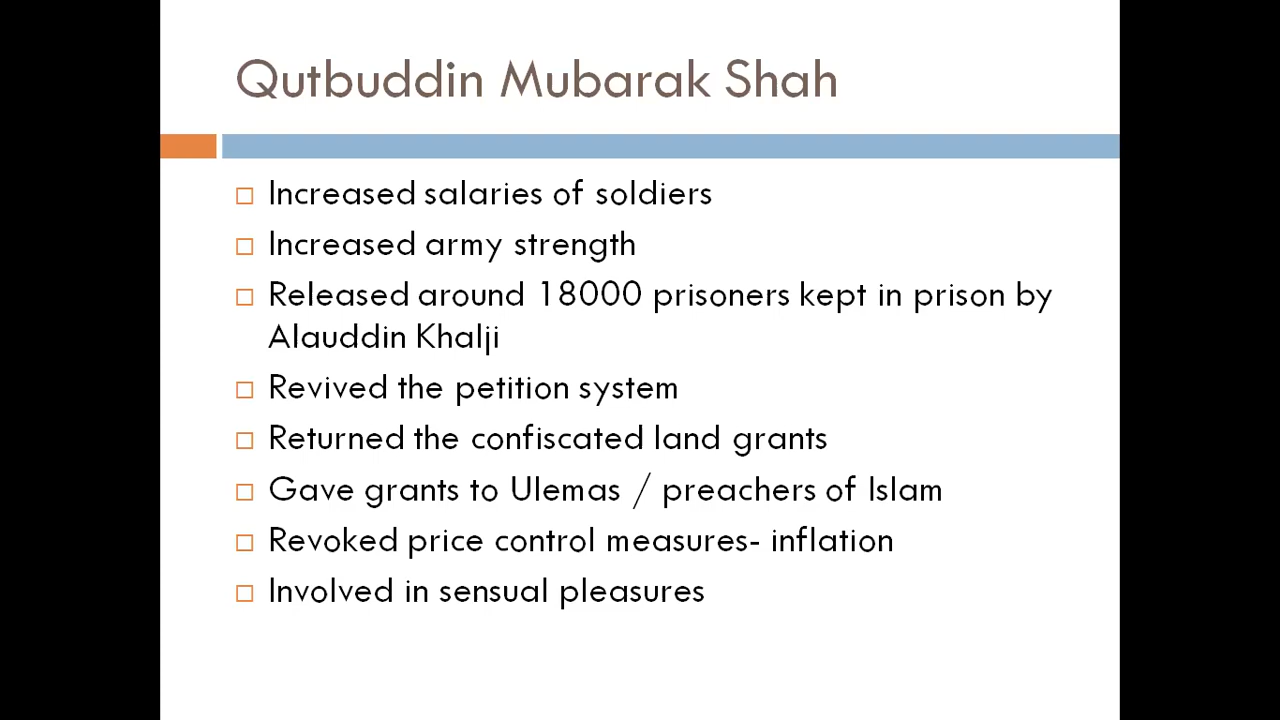 Qutbuddin Mubarak Shah
Increased salaries of soldiers
Increased army strength
Released around 18000 prisoners kept in prison by
Alauddin Khalji
Revived the petition system
Returned the confiscated land grants
Gave grants to Ulemas / preachers of Islam
Revoked price control measures- inflation
Involved in sensual pleasures